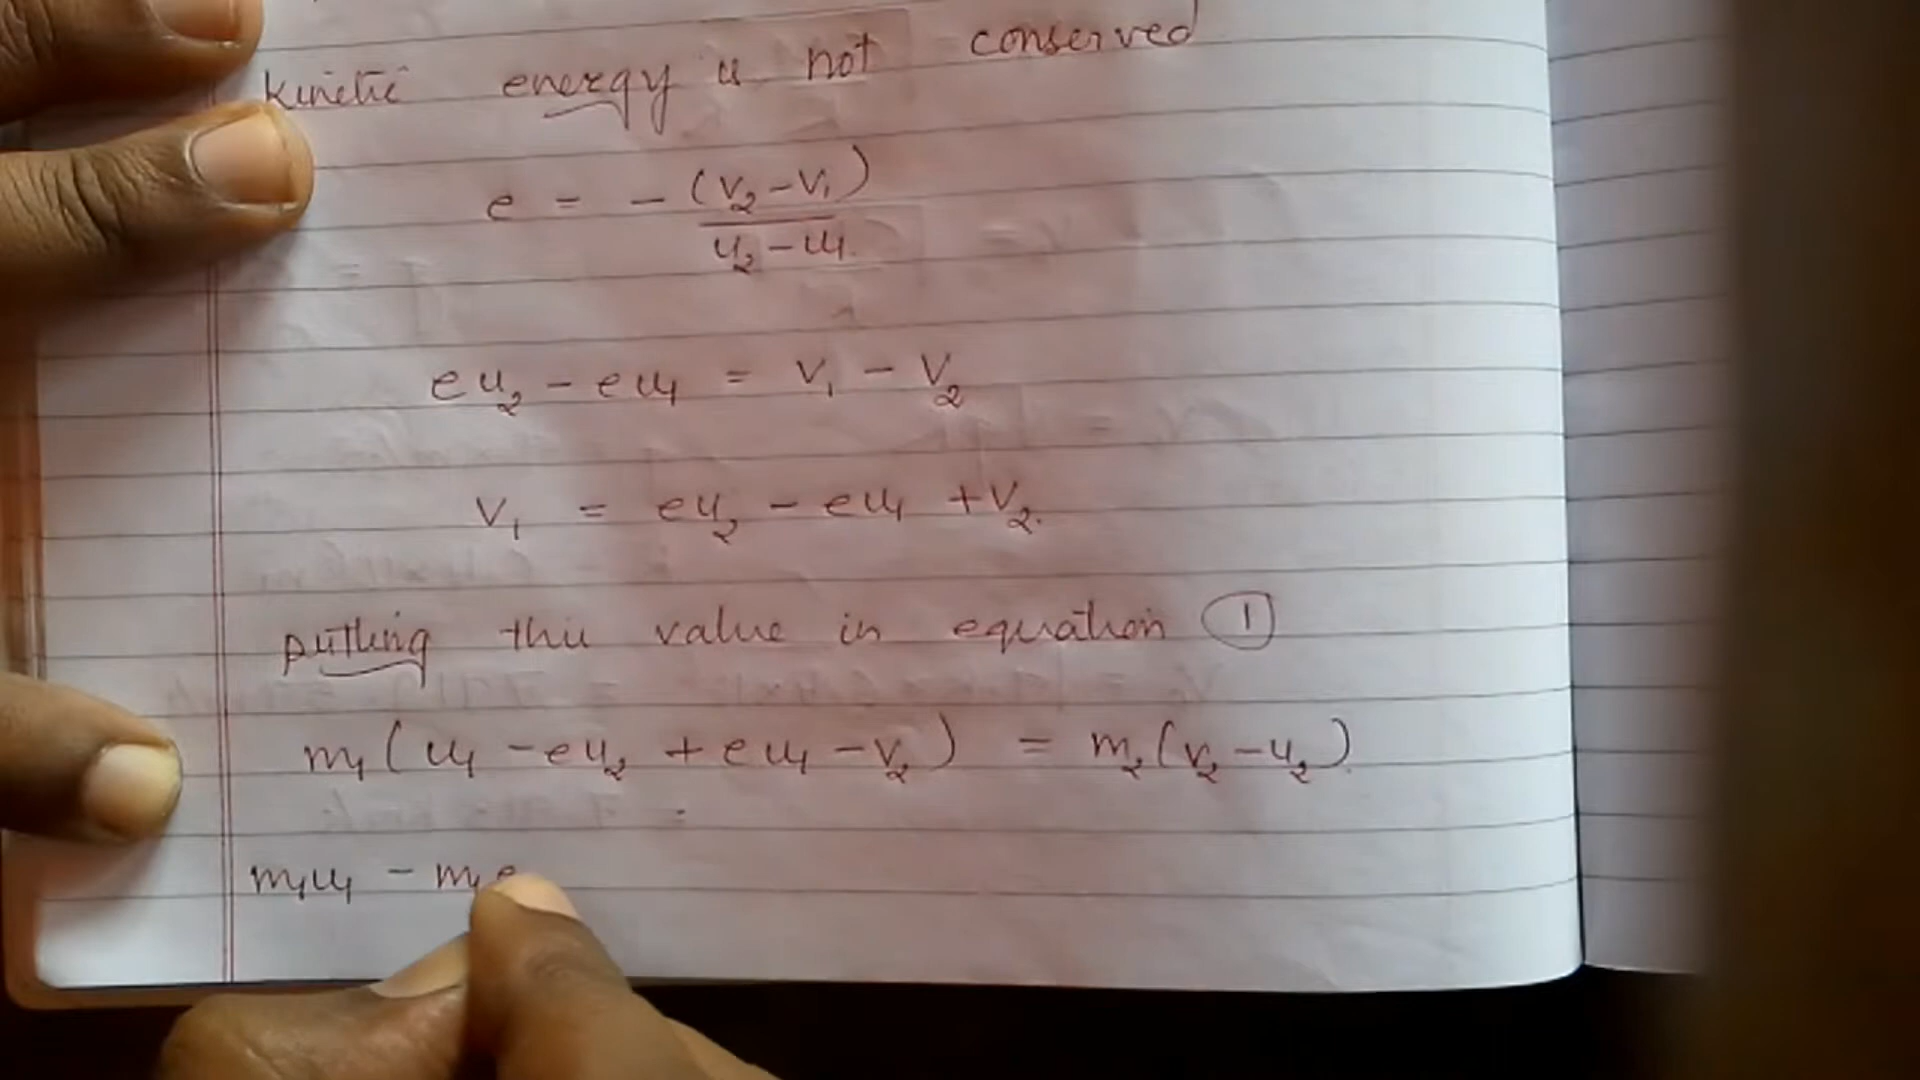 kinetic energy is not conserved
e = - (v₂ - v₁)
u₂ - u₁
eu₂ - eu₁ = v₁ - v₂
v₁ = eu₂ - eu₁ + v₂.
putting this value in equation ①
m₁(u₁ - eu₂ + eu₁ - v₂) = m₂(v₂ - u₂).
m₁u₁ - m₁e